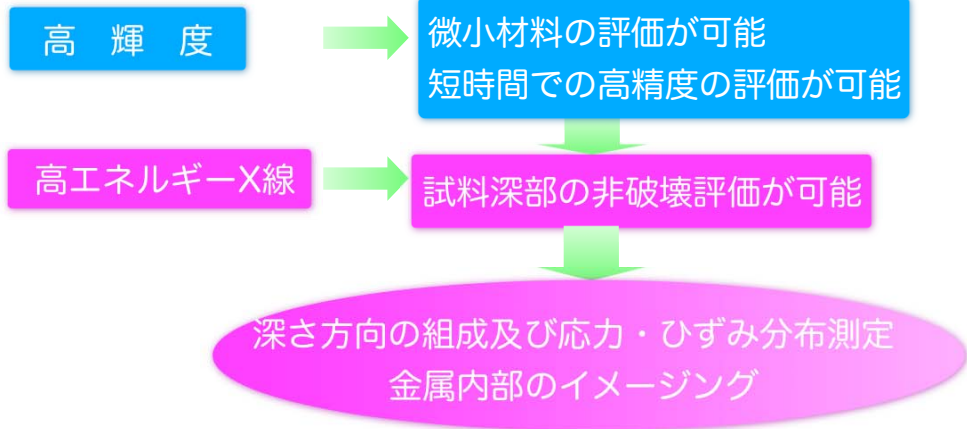 高 輝 度
微小材料の評価が可能
短時間での高精度の評価が可能
高エネルギーX線
試料深部の非破壊評価が可能
深さ方向の組成及び応力・ひずみ分布測定
金属内部のイメージング